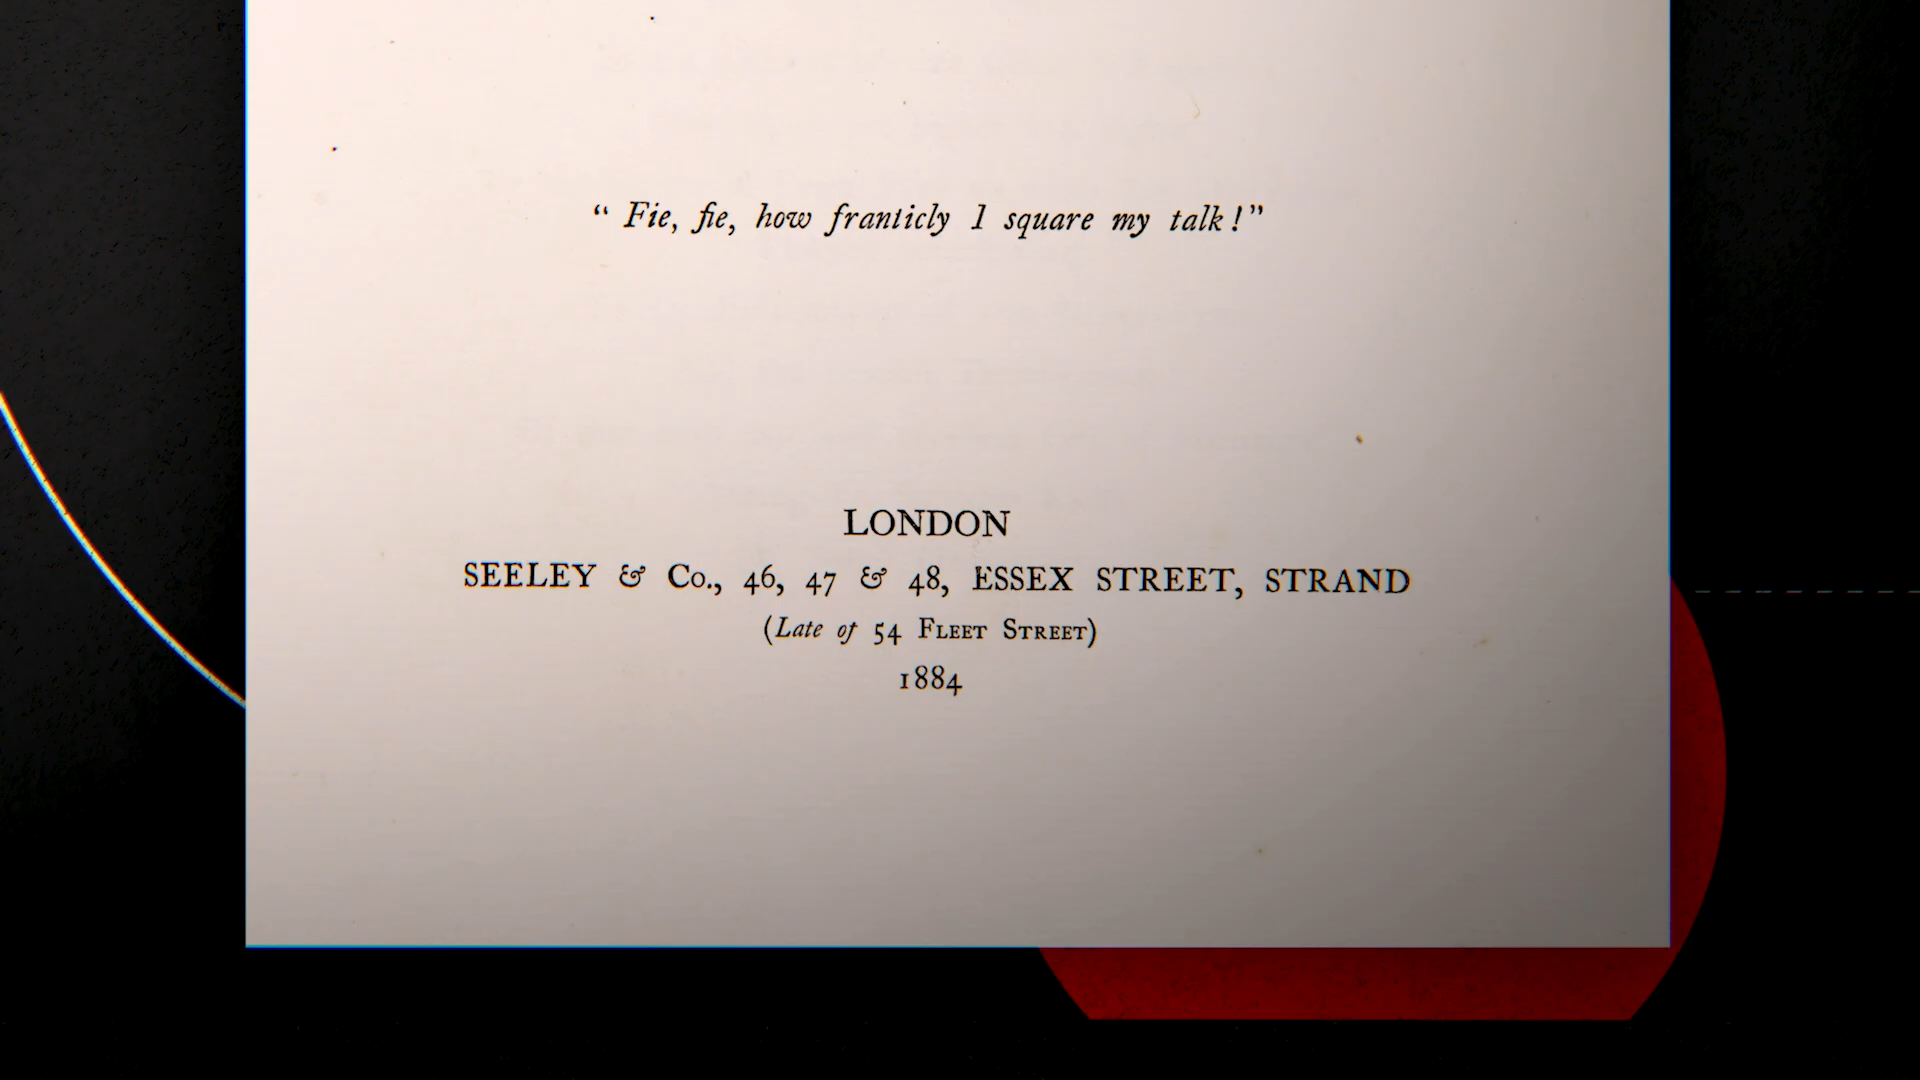 “ Fie, fie, how franticly I square my talk!”
LONDON
SEELEY & Co., 46, 47 & 48, ESSEX STREET, STRAND
(Late of 54 FLEET STREET)
1884